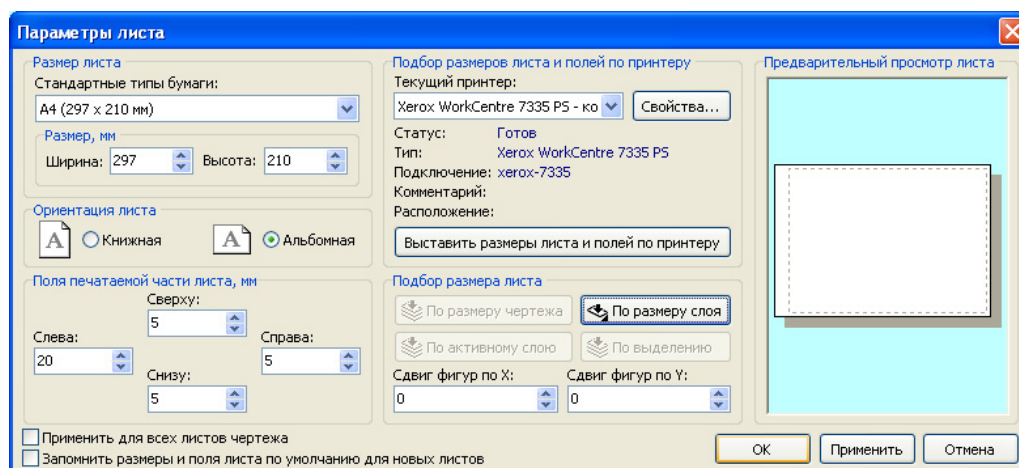 Параметры листа
Размер листа
Стандартные типы бумаги:
A4 (297 x 210 мм)
Размер, мм
Ширина: 297 Высота: 210
Ориентация листа
A Книжная A Альбомная
Поля печатаемой части листа, мм
Сверху:
5
Слева:
20
Справа:
5
Снизу:
5
Применить для всех листов чертежа
Запомнить размеры и поля листа по умолчанию для новых листов
Подбор размеров листа и полей по принтеру
Текущий принтер:
Xerox WorkCentre 7335 PS - ко Свойства...
Статус: Готов
Тип: Xerox WorkCentre 7335 PS
Подключение: xerox-7335
Комментарий:
Расположение:
Выставить размеры листа и полей по принтеру
Подбор размера листа
По размеру чертежа По размеру слоя
По активному слою По выделению
Сдвиг фигур по X: Сдвиг фигур по Y:
0 0
Предварительный просмотр листа
ОК Применить Отмена